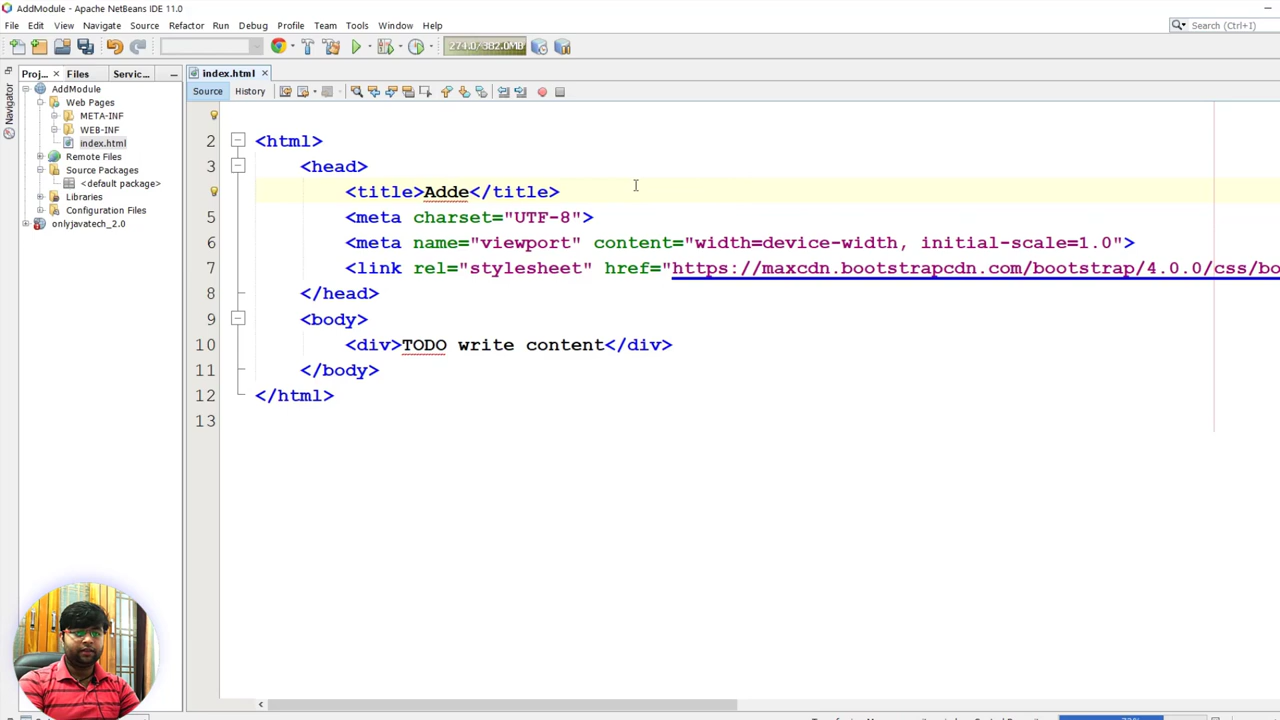 AddModule - Apache NetBeans IDE 11.0
File Edit View Navigate Source Refactor Run Debug Profile Team Tools Window Help
Search (Ctrl+I)
274.0/382.0MB
Proj... Files Servic...
index.html
Navigator
Source History
AddModule
Web Pages
META-INF
WEB-INF
index.html
Remote Files
Source Packages
<default package>
Libraries
Configuration Files
onlyjavatech_2.0
2 <html>
3 <head>
<title>Adde</title>
5 <meta charset="UTF-8">
6 <meta name="viewport" content="width=device-width, initial-scale=1.0">
7 <link rel="stylesheet" href="https://maxcdn.bootstrapcdn.com/bootstrap/4.0.0/css/bo
8 </head>
9 <body>
10 <div>TODO write content</div>
11 </body>
12 </html>
13